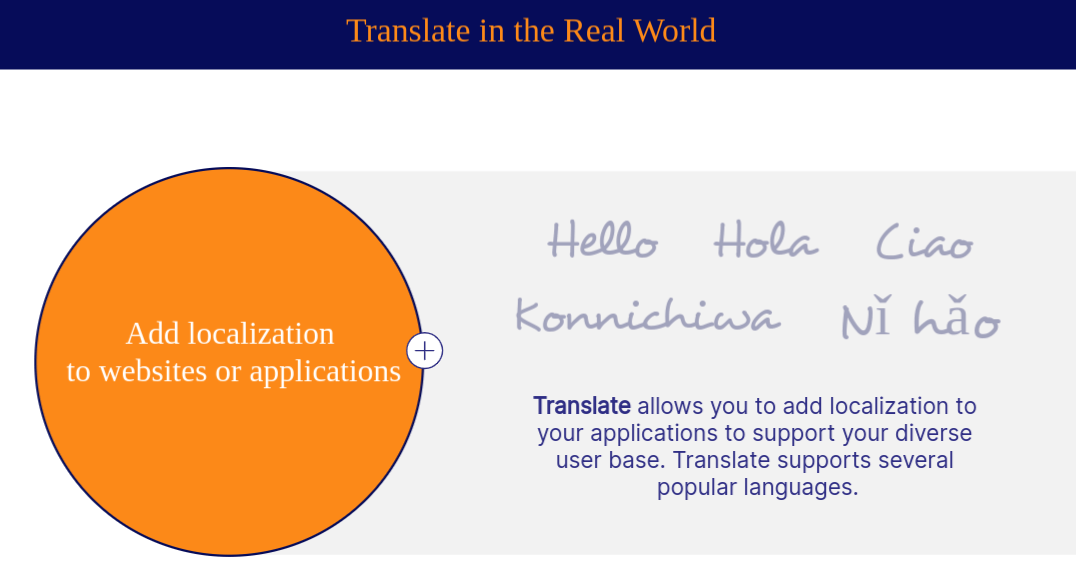 Translate in the Real World
Add localization
to websites or applications
Hello Hola Ciao
Konnichiwa Nǐ hǎo
Translate allows you to add localization to
your applications to support your diverse
user base. Translate supports several
popular languages.